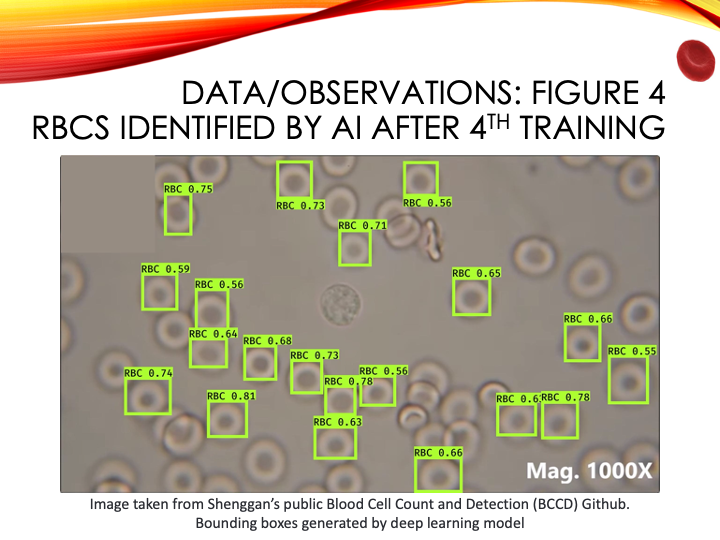 DATA/OBSERVATIONS: FIGURE 4
RBCS IDENTIFIED BY AI AFTER 4TH TRAINING
RBC 0.75
RBC 0.73
RBC 0.56
RBC 0.71
RBC 0.59
RBC 0.56
RBC 0.65
RBC 0.64
RBC 0.68
RBC 0.66
RBC 0.73
RBC 0.55
RBC 0.74
RBC 0.78
RBC 0.56
RBC 0.81
RBC
RBC 0.78
RBC 0.63
RBC 0.66
Mag. 1000X
Image taken from Shenggan’s public Blood Cell Count and Detection (BCCD) Github.
Bounding boxes generated by deep learning model